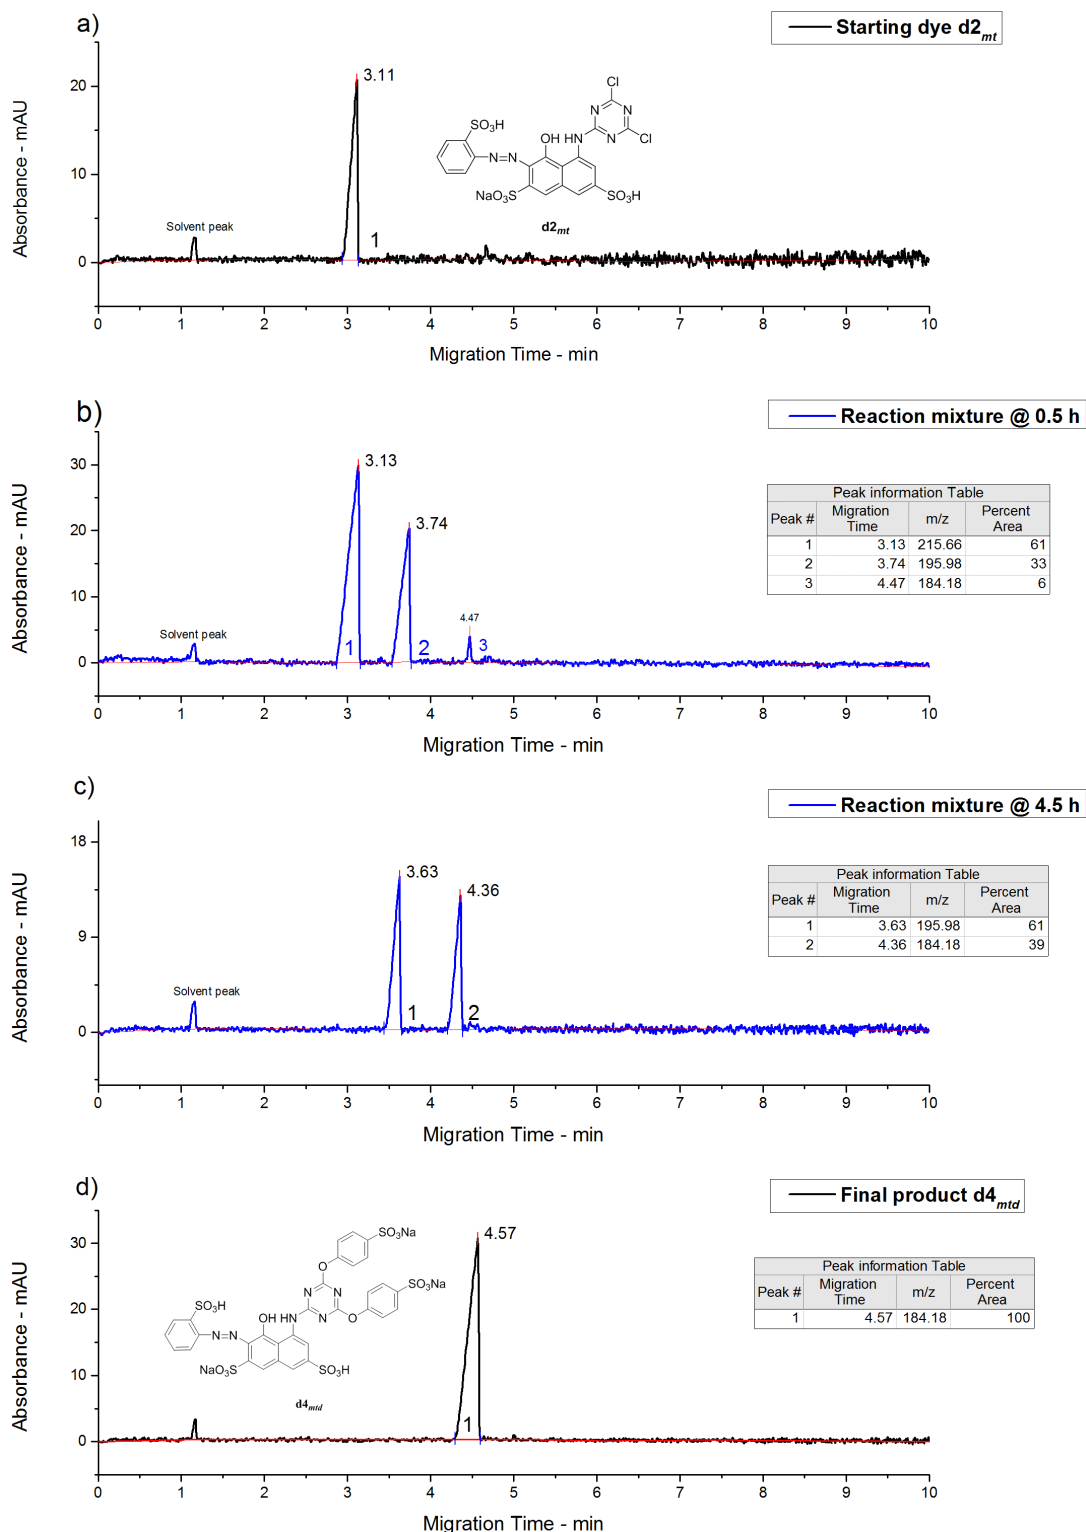 a)
Starting dye d2mt
Absorbance - mAU
20
10
0
3.11
Solvent peak
1
SO3H
N=N
OH
HN
N
N
N
Cl
Cl
NaO3S
SO3H
d2mt
0 1 2 3 4 5 6 7 8 9 10
Migration Time - min
b)
Reaction mixture @ 0.5 h
Absorbance - mAU
30
20
10
0
3.13
3.74
4.47
Solvent peak
1
2
3
Peak information Table
Peak # Migration Time m/z Percent Area
1 3.13 215.66 61
2 3.74 195.98 33
3 4.47 184.18 6
0 1 2 3 4 5 6 7 8 9 10
Migration Time - min
c)
Reaction mixture @ 4.5 h
Absorbance - mAU
18
9
0
3.63
4.36
Solvent peak
1
2
Peak information Table
Peak # Migration Time m/z Percent Area
1 3.63 195.98 61
2 4.36 184.18 39
0 1 2 3 4 5 6 7 8 9 10
Migration Time - min
d)
Final product d4mtd
Absorbance - mAU
30
20
10
0
4.57
1
SO3Na
O
N
N
N
SO3Na
O
SO3H
N=N
OH
HN
NaO3S
SO3H
d4mtd
Peak information Table
Peak # Migration Time m/z Percent Area
1 4.57 184.18 100
0 1 2 3 4 5 6 7 8 9 10
Migration Time - min